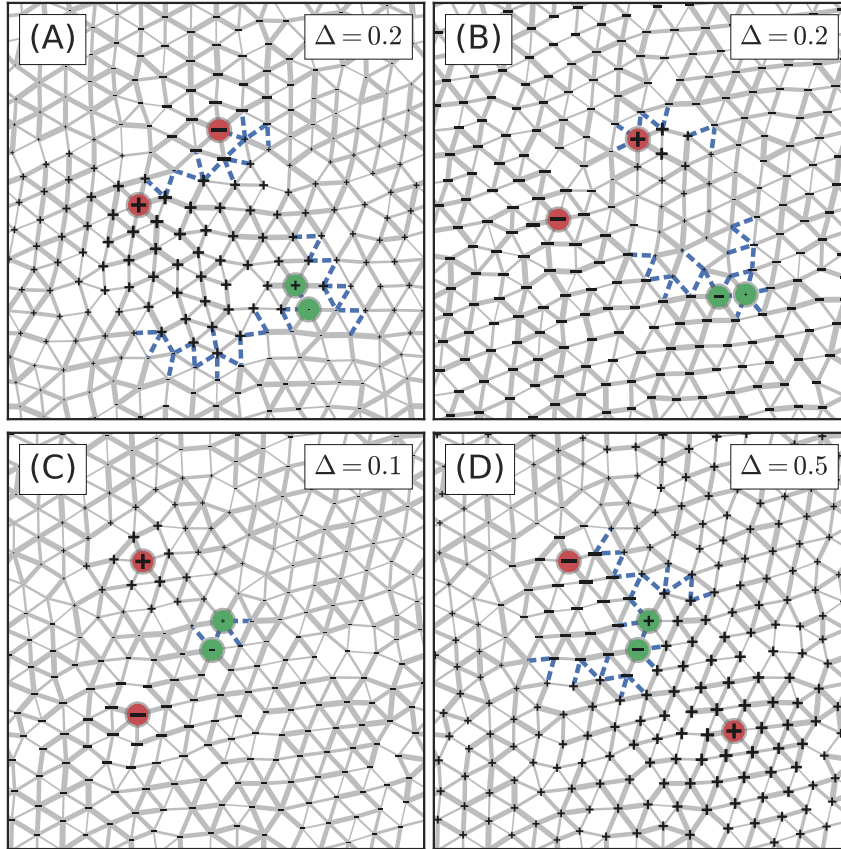 (A)
Δ = 0.2
(B)
Δ = 0.2
(C)
Δ = 0.1
(D)
Δ = 0.5